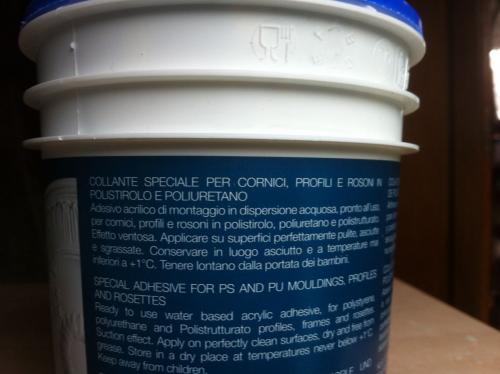 COLLANTE SPECIALE PER CORNICI, PROFILI E ROSONI IN
POLISTIROLO E POLIURETANO
Adesivo acrilico di montaggio in dispersione acquosa, pronto all'uso,
per cornici, profili e rosoni in polistirolo, poliuretano e polistrutturato.
Effetto ventosa. Applicare su superfici perfettamente pulite, asciutte
e sgrassate. Conservare in luogo asciutto e a temperature mai
inferiori a +1°C. Tenere lontano dalla portata dei bambini.
SPECIAL ADHESIVE FOR PS AND PU MOULDINGS, PROFILES
AND ROSETTES
Ready to use water based acrylic adhesive, for polystyrene,
polyurethane and Polistrutturato profiles, frames and rosettes.
Suction effect. Apply on perfectly clean surfaces, dry and free from
grease. Store in a dry place at temperatures never below +1°C.
Keep away from children.